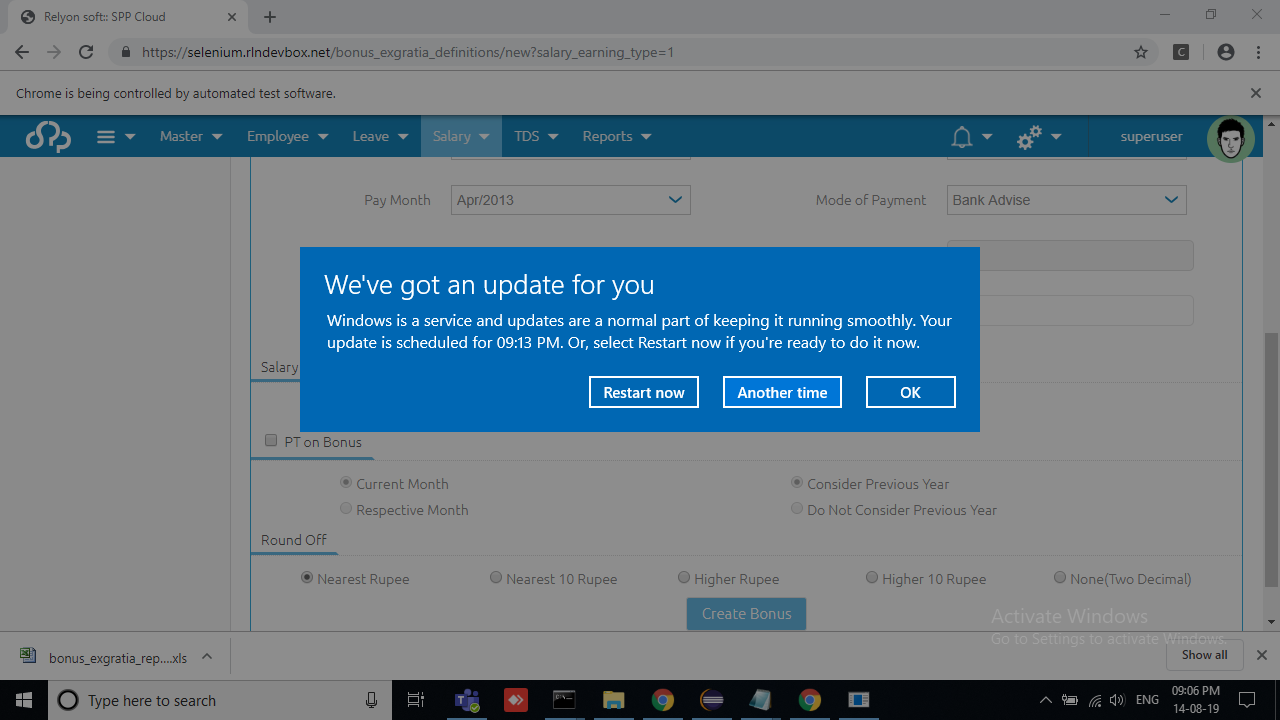 Relyon soft:: SPP Cloud
https://selenium.rlndevbox.net/bonus_exgratia_definitions/new?salary_earning_type=1
C
Chrome is being controlled by automated test software.
Master Employee Leave Salary TDS Reports superuser
Pay Month Apr/2013 Mode of Payment Bank Advise
We've got an update for you
Windows is a service and updates are a normal part of keeping it running smoothly. Your
update is scheduled for 09:13 PM. Or, select Restart now if you're ready to do it now.
Salary
Restart now Another time OK
PT on Bonus
Current Month Consider Previous Year
Respective Month Do Not Consider Previous Year
Round Off
Nearest Rupee Nearest 10 Rupee Higher Rupee Higher 10 Rupee None(Two Decimal)
Create Bonus
Activate Windows
Go to Settings to activate Windows.
bonus_exgratia_rep....xls Show all
Type here to search ENG 09:06 PM
14-08-19